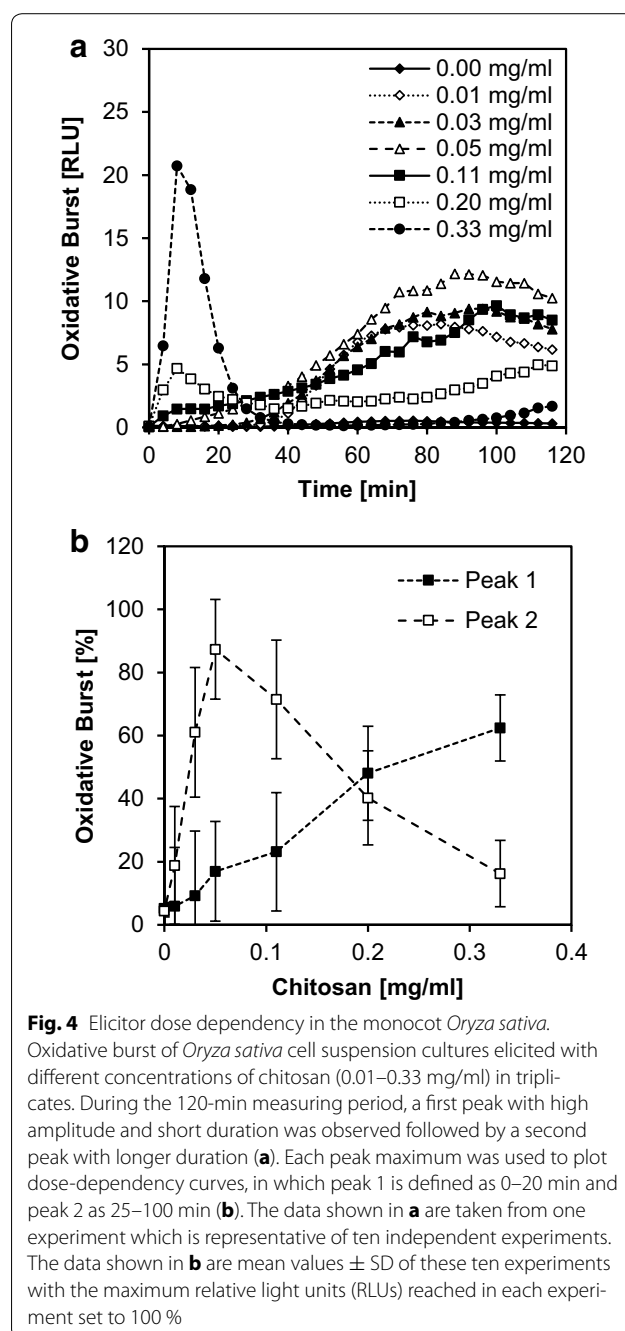 a
30
25
20
15
10
5
0
Oxidative Burst [RLU]
0.00 mg/ml
0.01 mg/ml
0.03 mg/ml
0.05 mg/ml
0.11 mg/ml
0.20 mg/ml
0.33 mg/ml
0 20 40 60 80 100 120
Time [min]
b
120
100
80
60
40
20
0
Oxidative Burst [%]
Peak 1
Peak 2
0 0.1 0.2 0.3 0.4
Chitosan [mg/ml]
Fig. 4 Elicitor dose dependency in the monocot Oryza sativa.
Oxidative burst of Oryza sativa cell suspension cultures elicited with
different concentrations of chitosan (0.01–0.33 mg/ml) in tripli-
cates. During the 120-min measuring period, a first peak with high
amplitude and short duration was observed followed by a second
peak with longer duration (a). Each peak maximum was used to plot
dose-dependency curves, in which peak 1 is defined as 0–20 min and
peak 2 as 25–100 min (b). The data shown in a are taken from one
experiment which is representative of ten independent experiments.
The data shown in b are mean values ± SD of these ten experiments
with the maximum relative light units (RLUs) reached in each experi-
ment set to 100 %